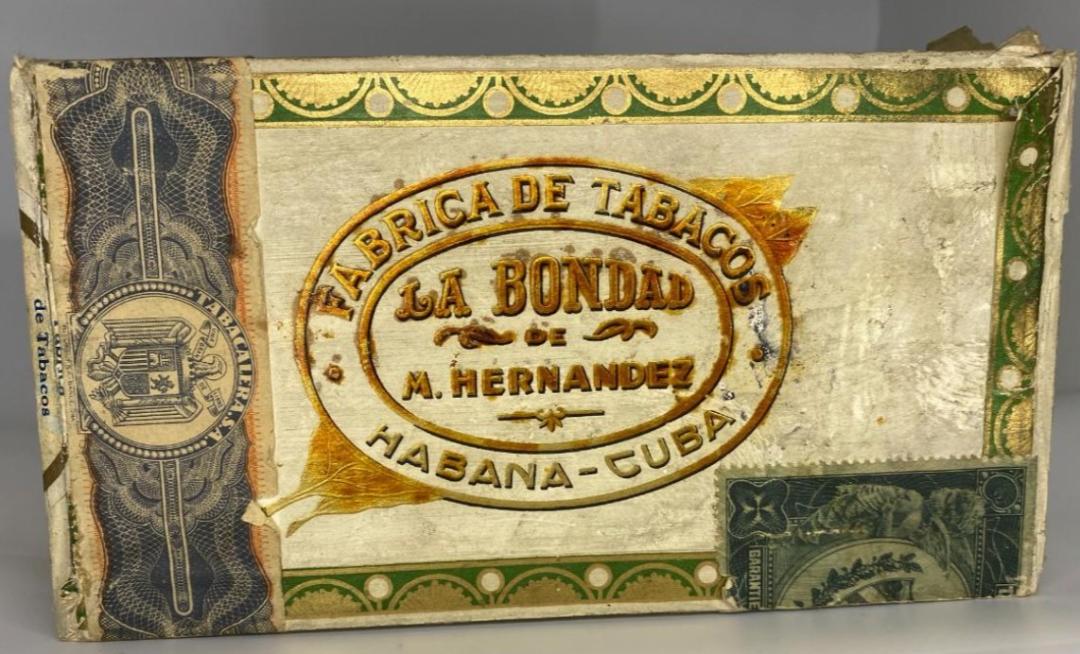 FABRICA DE TABACOS
LA BONDAD
DE
M. HERNANDEZ
HABANA-CUBA
TABACALERA S.A.
de Tabacos